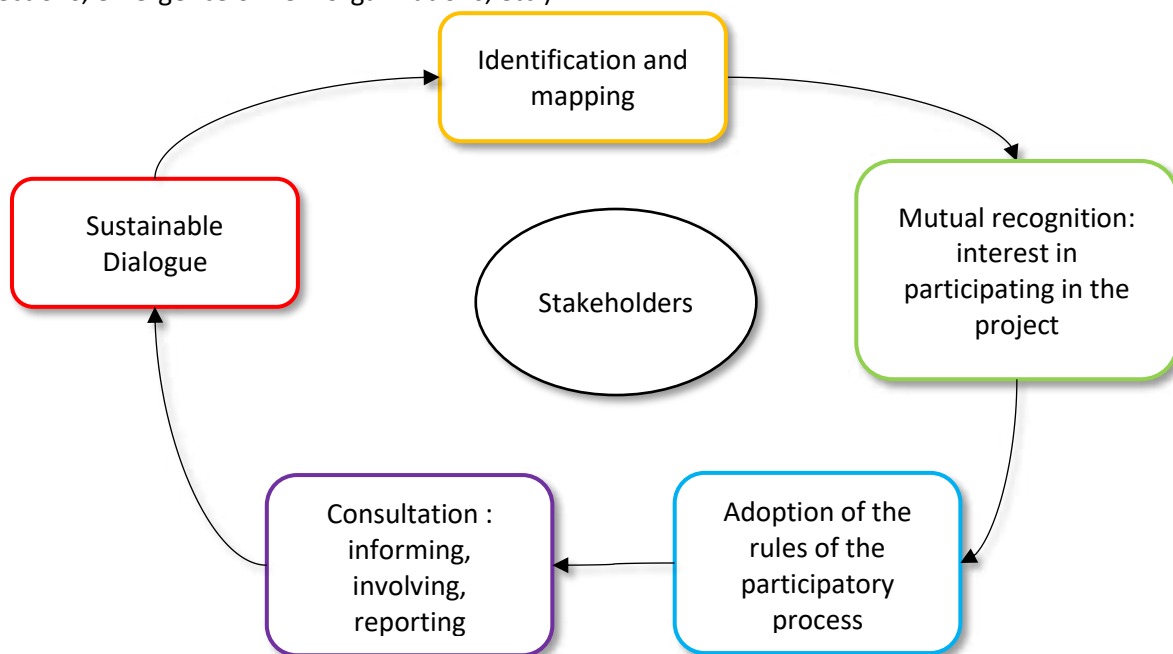 Identification and
mapping
Mutual recognition:
interest in
participating in the
project
Sustainable
Dialogue
Stakeholders
Adoption of the
rules of the
participatory
process
Consultation :
informing,
involving,
reporting